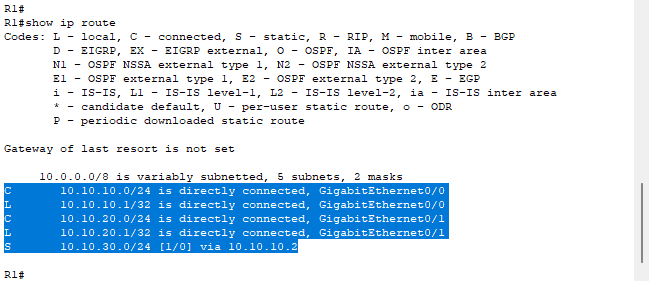 R1#
R1#show ip route
Codes: L - local, C - connected, S - static, R - RIP, M - mobile, B - BGP
D - EIGRP, EX - EIGRP external, O - OSPF, IA - OSPF inter area
N1 - OSPF NSSA external type 1, N2 - OSPF NSSA external type 2
E1 - OSPF external type 1, E2 - OSPF external type 2, E - EGP
i - IS-IS, L1 - IS-IS level-1, L2 - IS-IS level-2, ia - IS-IS inter area
* - candidate default, U - per-user static route, o - ODR
P - periodic downloaded static route
Gateway of last resort is not set
10.0.0.0/8 is variably subnetted, 5 subnets, 2 masks
C 10.10.10.0/24 is directly connected, GigabitEthernet0/0
L 10.10.10.1/32 is directly connected, GigabitEthernet0/0
C 10.10.20.0/24 is directly connected, GigabitEthernet0/1
L 10.10.20.1/32 is directly connected, GigabitEthernet0/1
S 10.10.30.0/24 [1/0] via 10.10.10.2
R1#